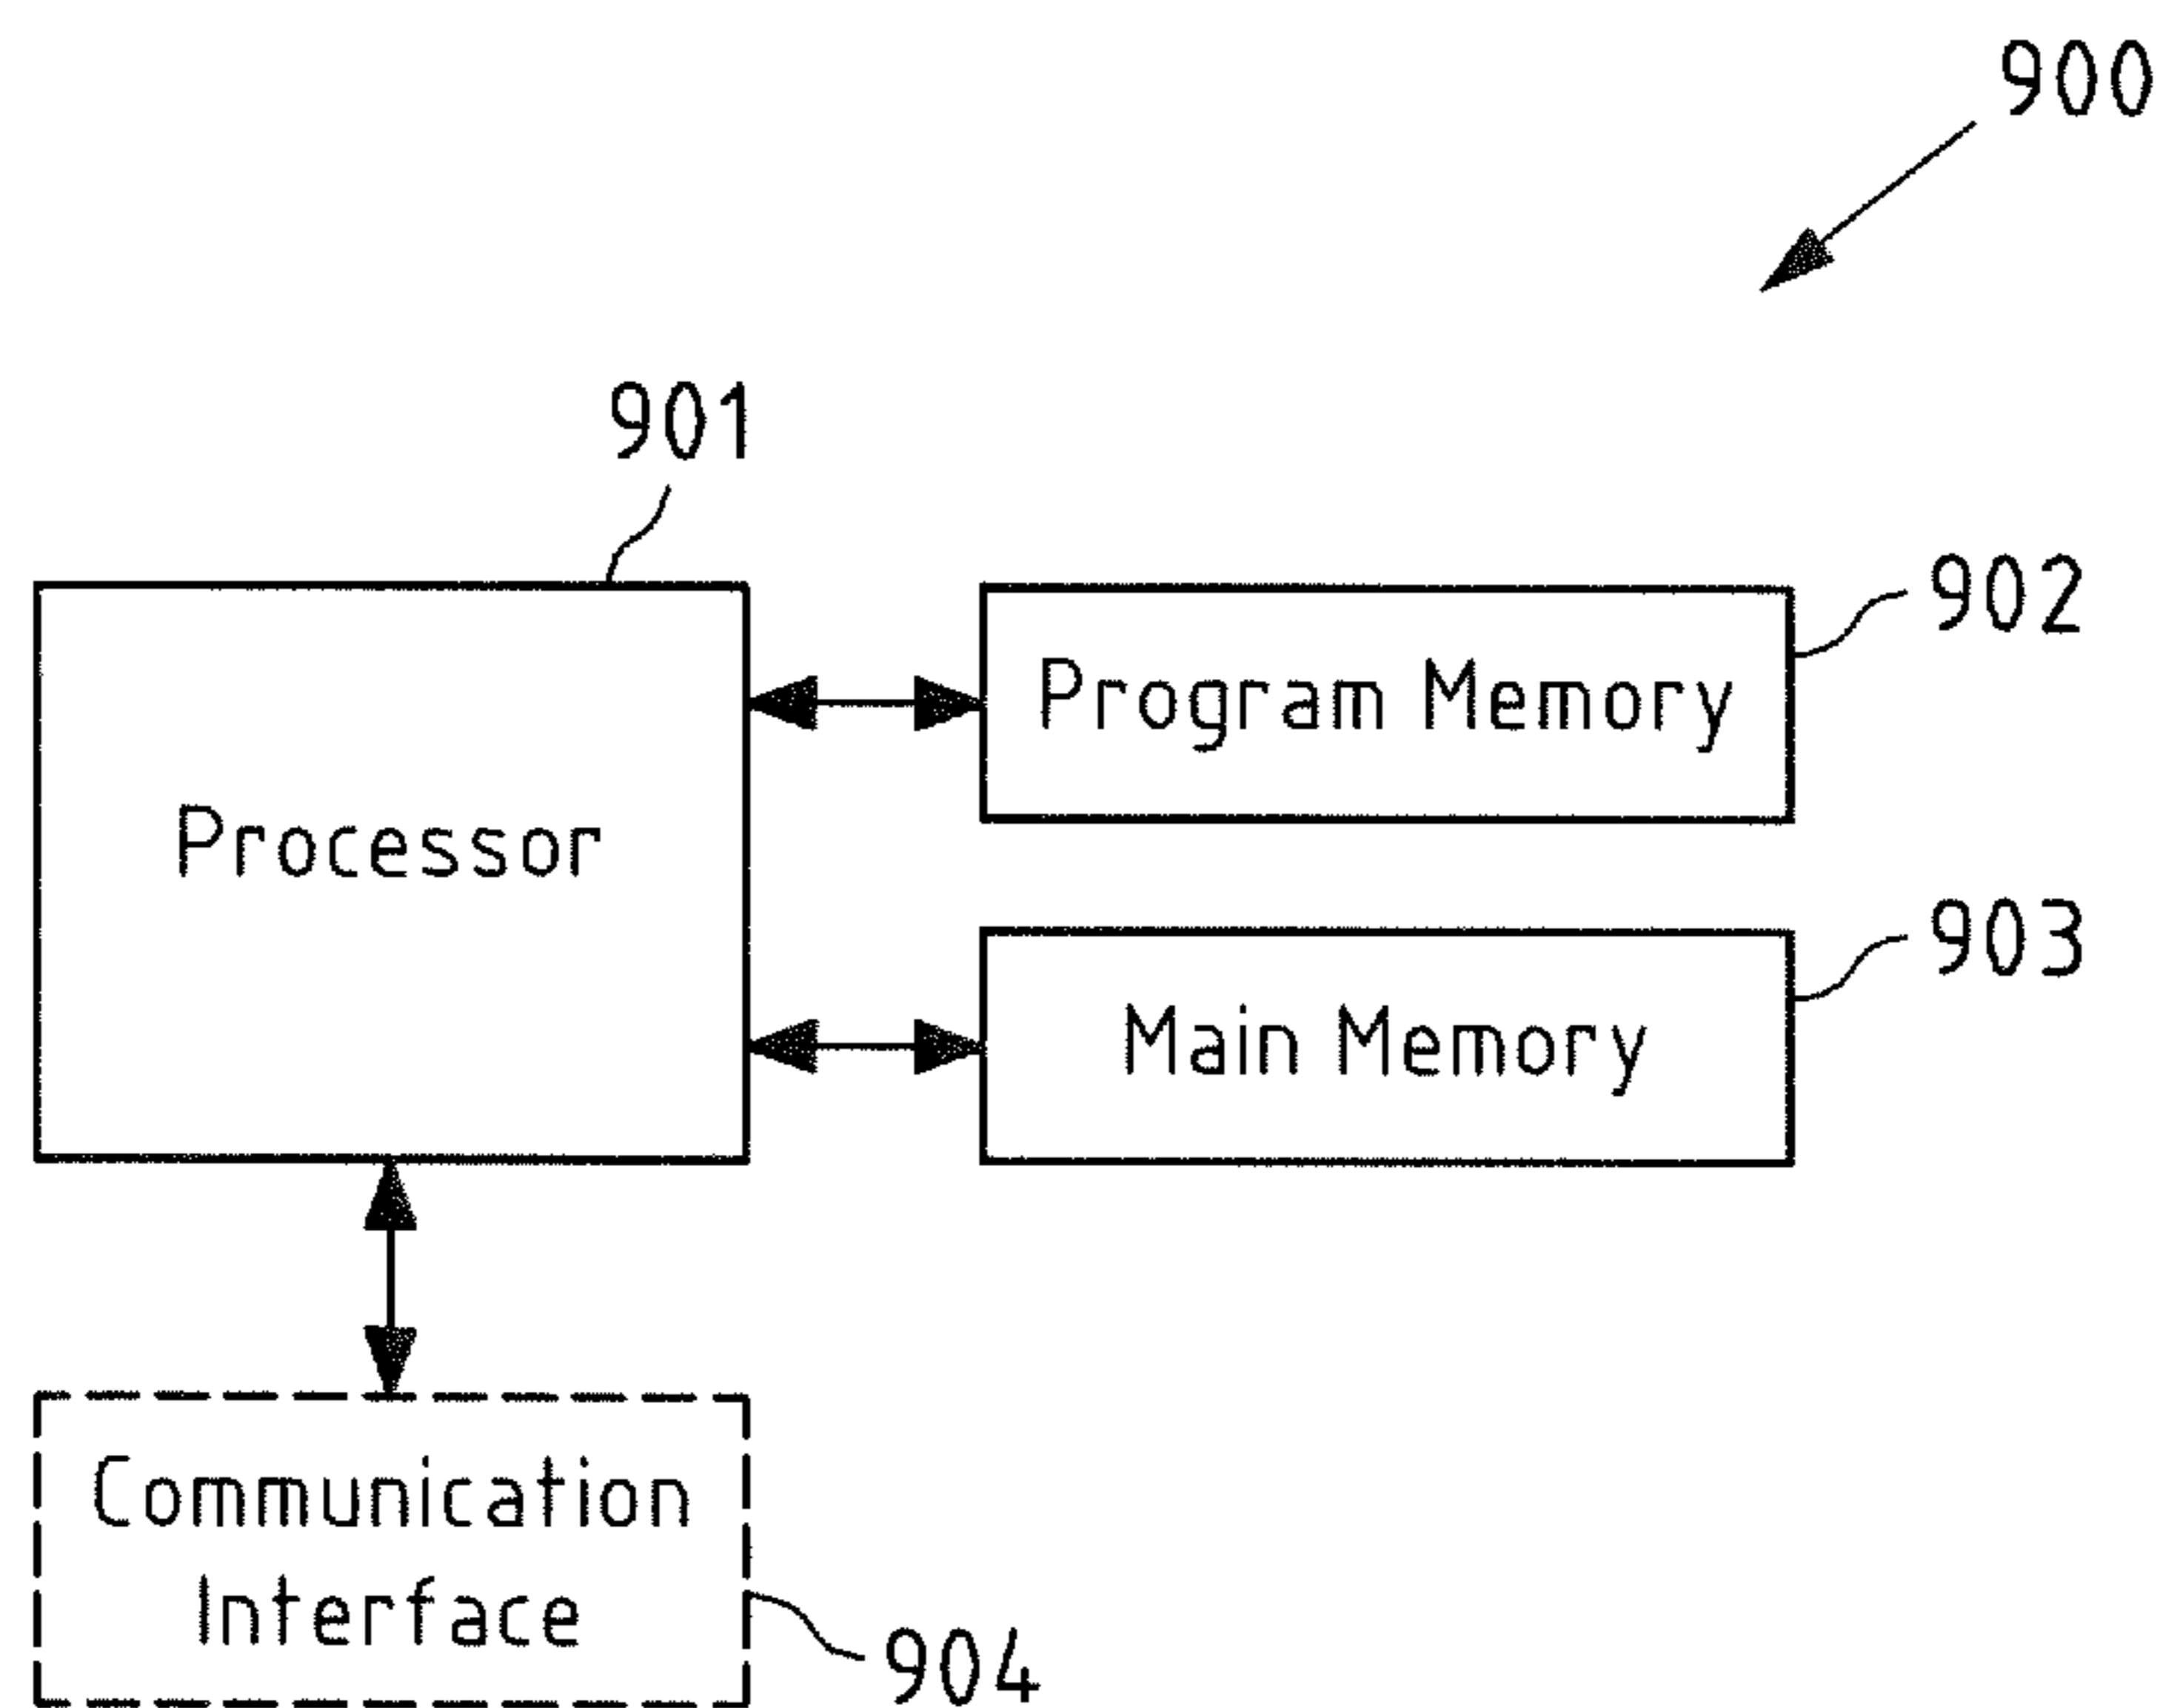 900
901
902
Program Memory
Processor
903
Main Memory
Communication
Interface
904